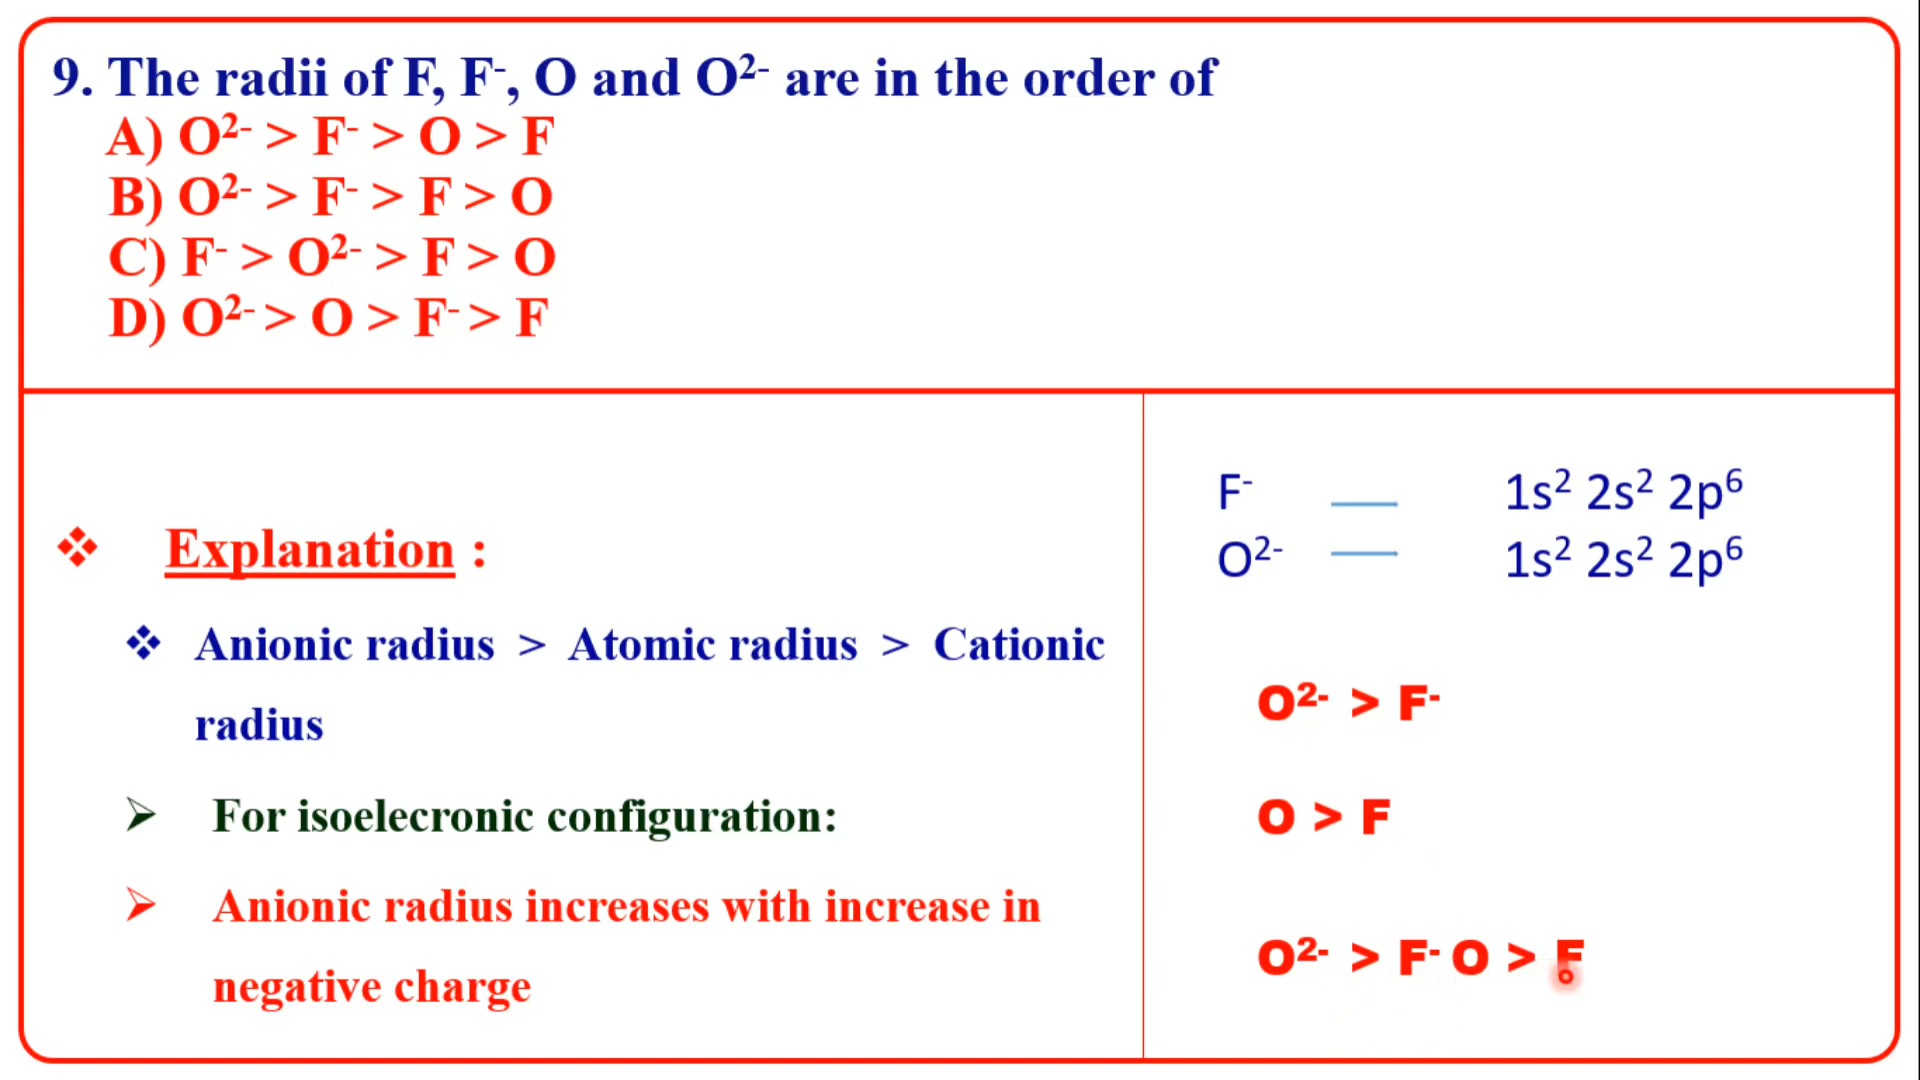 9. The radii of F, F⁻, O and O²⁻ are in the order of
A) O²⁻ > F⁻ > O > F
B) O²⁻ > F⁻ > F > O
C) F⁻ > O²⁻ > F > O
D) O²⁻ > O > F⁻ > F
❖ Explanation :
❖ Anionic radius > Atomic radius > Cationic
radius
➢ For isoelecronic configuration:
➢ Anionic radius increases with increase in
negative charge
F⁻ — 1s² 2s² 2p⁶
O²⁻ — 1s² 2s² 2p⁶
O²⁻ > F⁻
O > F
O²⁻ > F⁻ O > F